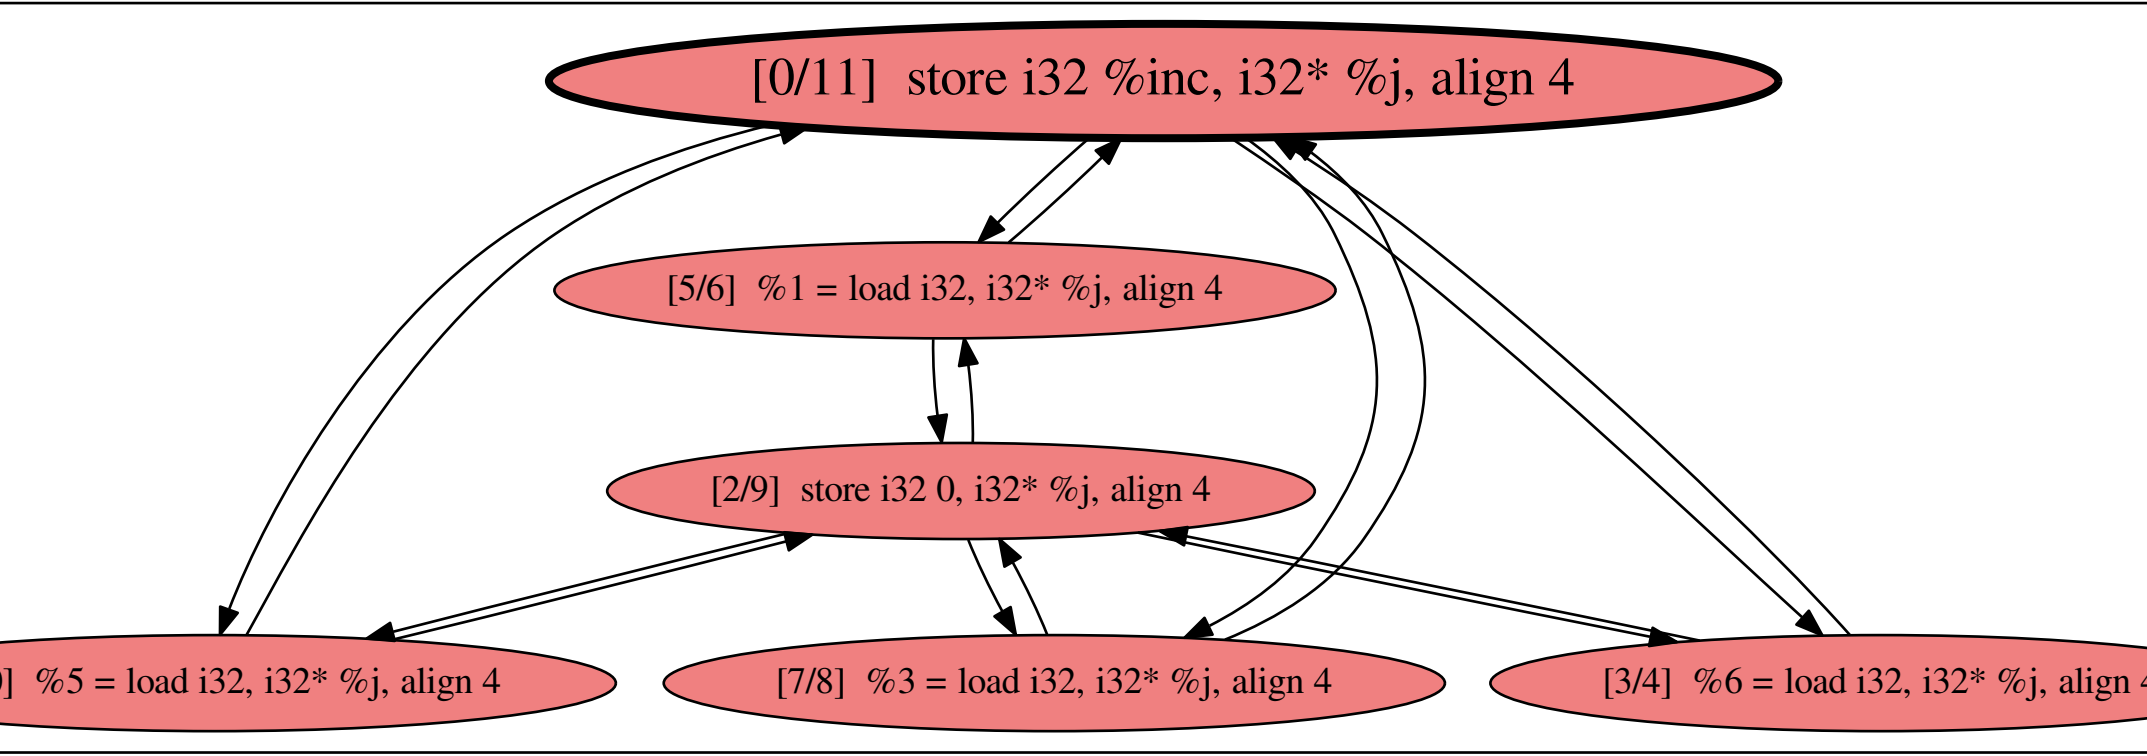 [0/11] store i32 %inc, i32* %j, align 4
[5/6] %1 = load i32, i32* %j, align 4
[2/9] store i32 0, i32* %j, align 4
] %5 = load i32, i32* %j, align 4
[7/8] %3 = load i32, i32* %j, align 4
[3/4] %6 = load i32, i32* %j, align 4